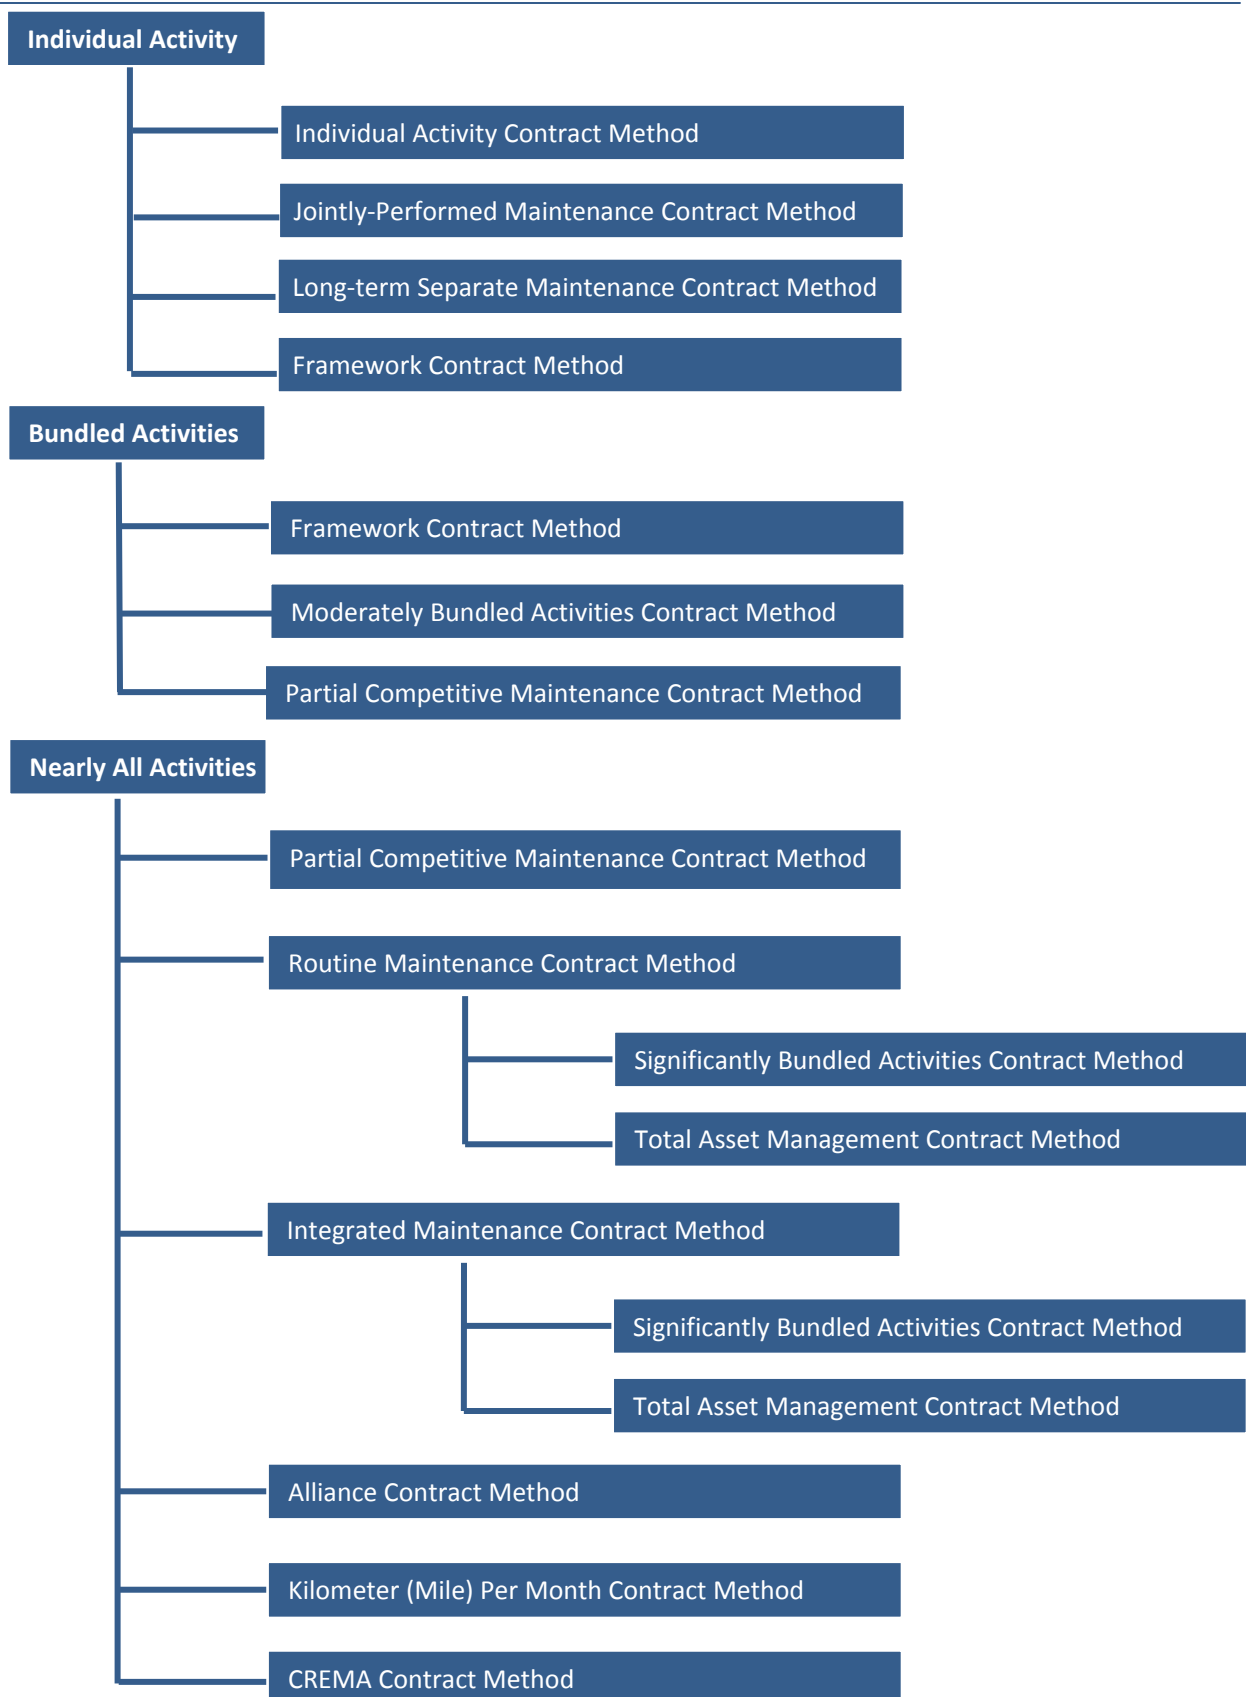 Individual Activity
Individual Activity Contract Method
Jointly-Performed Maintenance Contract Method
Long-term Separate Maintenance Contract Method
Framework Contract Method
Bundled Activities
Framework Contract Method
Moderately Bundled Activities Contract Method
Partial Competitive Maintenance Contract Method
Nearly All Activities
Partial Competitive Maintenance Contract Method
Routine Maintenance Contract Method
Significantly Bundled Activities Contract Method
Total Asset Management Contract Method
Integrated Maintenance Contract Method
Significantly Bundled Activities Contract Method
Total Asset Management Contract Method
Alliance Contract Method
Kilometer (Mile) Per Month Contract Method
CREMA Contract Method